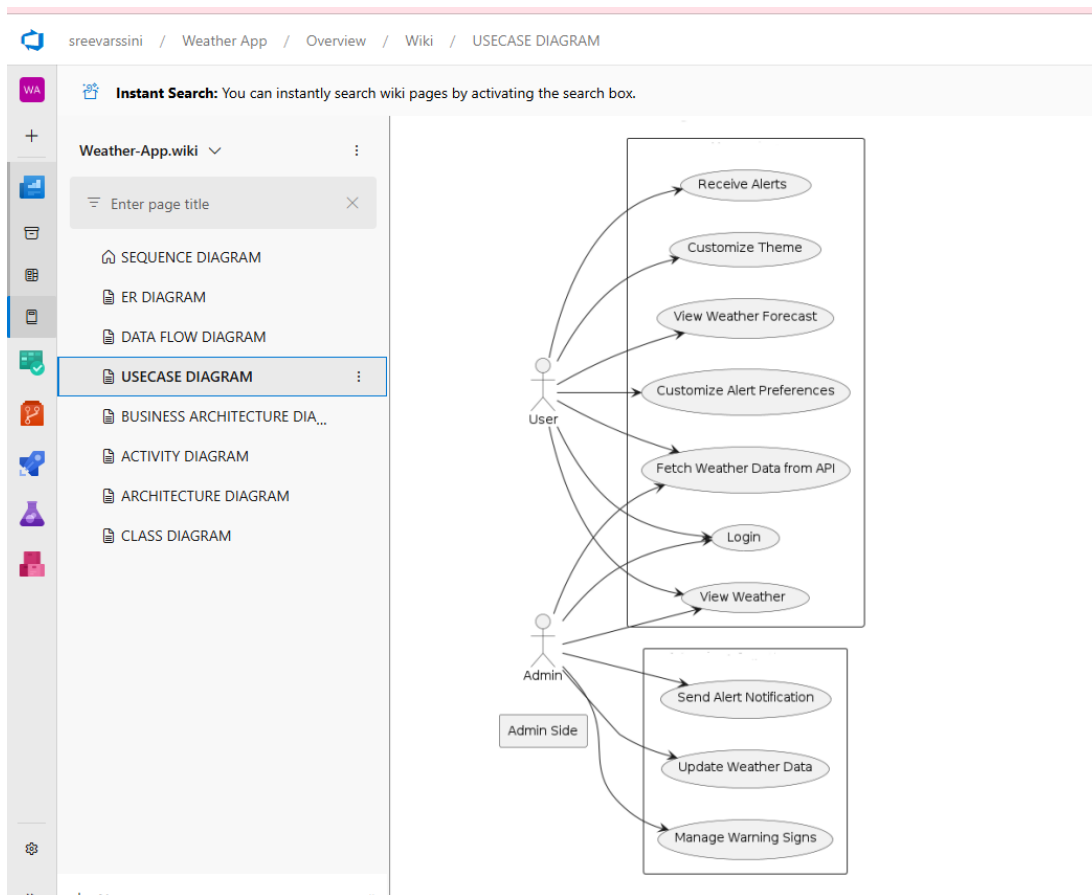 sreevarssini / Weather App / Overview / Wiki / USECASE DIAGRAM
WA
Instant Search: You can instantly search wiki pages by activating the search box.
Weather-App.wiki
Enter page title
SEQUENCE DIAGRAM
ER DIAGRAM
DATA FLOW DIAGRAM
USECASE DIAGRAM
BUSINESS ARCHITECTURE DIA...
ACTIVITY DIAGRAM
ARCHITECTURE DIAGRAM
CLASS DIAGRAM
Receive Alerts
Customize Theme
View Weather Forecast
Customize Alert Preferences
User
Fetch Weather Data from API
Login
View Weather
Admin
Send Alert Notification
Admin Side
Update Weather Data
Manage Warning Signs